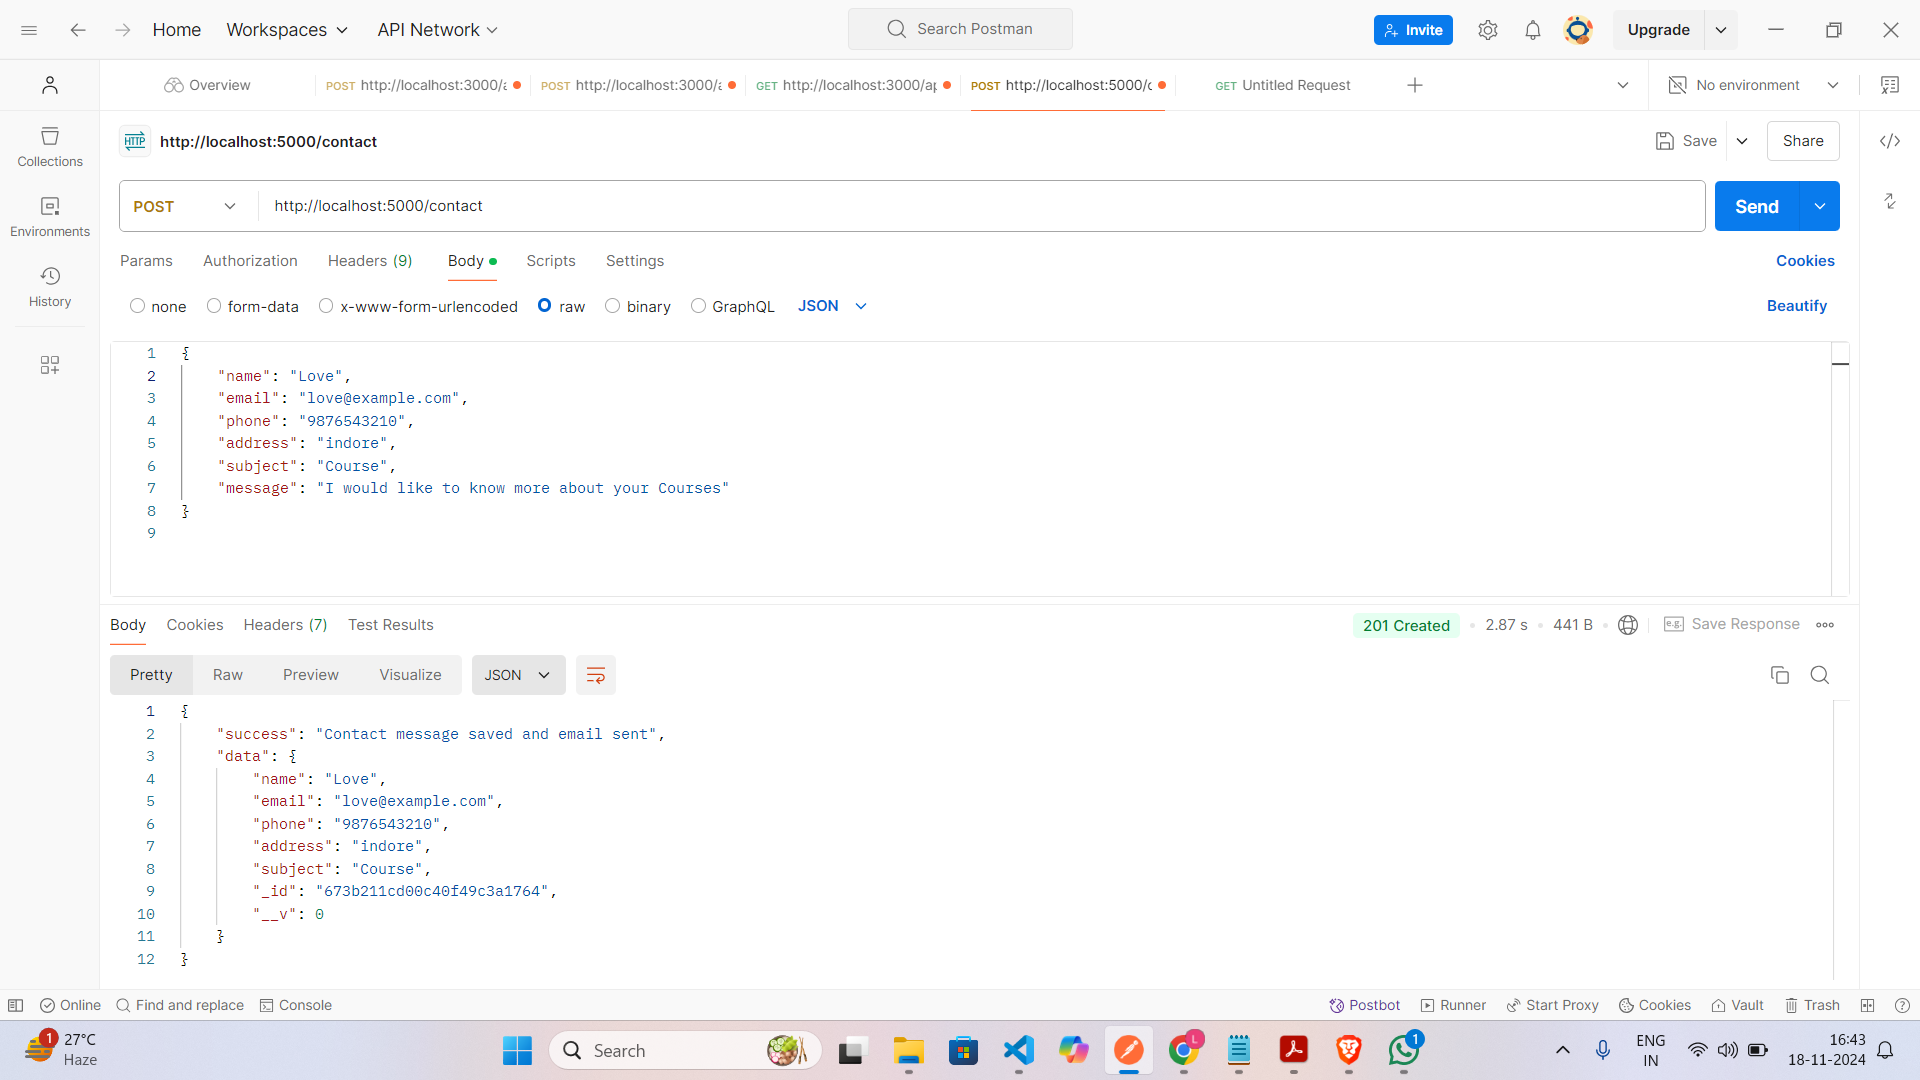 Home Workspaces API Network Search Postman Invite Upgrade
Overview POST http://localhost:3000/a POST http://localhost:3000/a GET http://localhost:3000/ap POST http://localhost:5000/c GET Untitled Request No environment
HTTP http://localhost:5000/contact Save Share
Collections
POST http://localhost:5000/contact Send
Environments
Params Authorization Headers (9) Body Scripts Settings Cookies
History
none form-data x-www-form-urlencoded raw binary GraphQL JSON Beautify
1 {
2 "name": "Love",
3 "email": "love@example.com",
4 "phone": "9876543210",
5 "address": "indore",
6 "subject": "Course",
7 "message": "I would like to know more about your Courses"
8 }
9
Body Cookies Headers (7) Test Results 201 Created 2.87 s 441 B e.g. Save Response
Pretty Raw Preview Visualize JSON
1 {
2 "success": "Contact message saved and email sent",
3 "data": {
4 "name": "Love",
5 "email": "love@example.com",
6 "phone": "9876543210",
7 "address": "indore",
8 "subject": "Course",
9 "_id": "673b211cd00c40f49c3a1764",
10 "__v": 0
11 }
12 }
Online Find and replace Console Postbot Runner Start Proxy Cookies Vault Trash
1 27°C Search L 1 ENG 16:43
Haze IN 18-11-2024